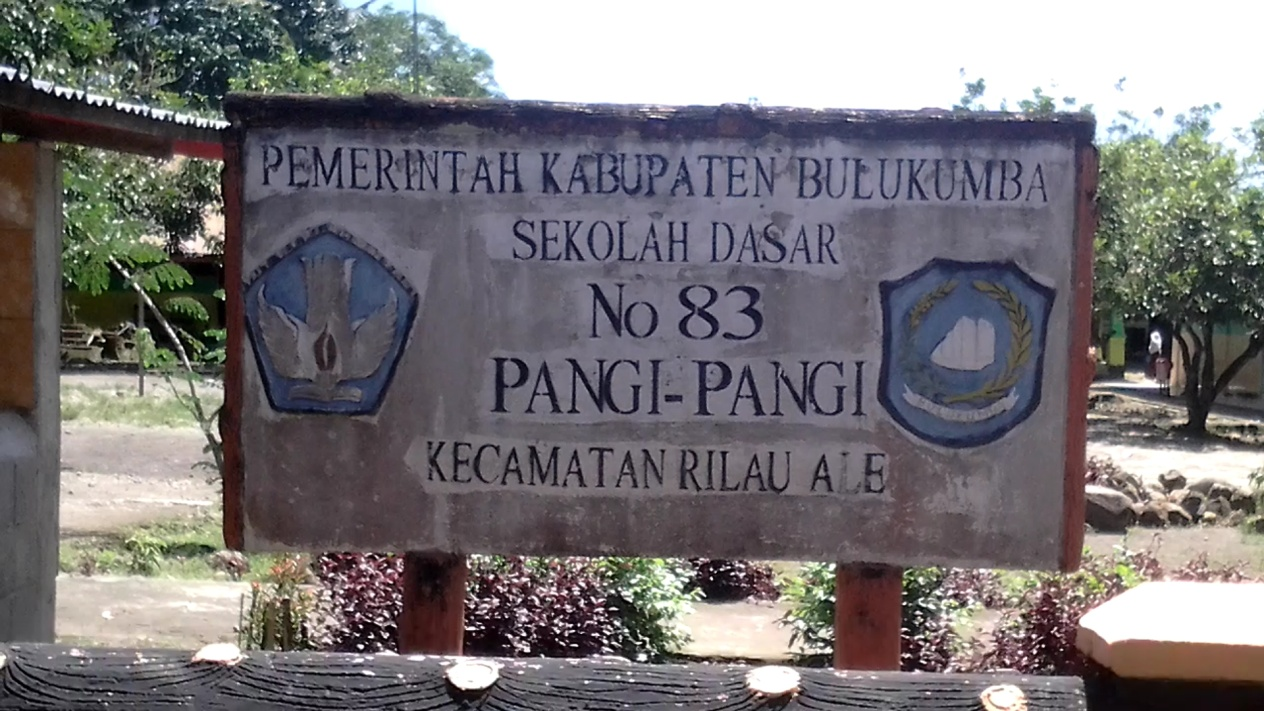 PEMERINTAH KABUPATEN BULUKUMBA
SEKOLAH DASAR
No 83
PANGI-PANGI
KECAMATAN RILAU ALE